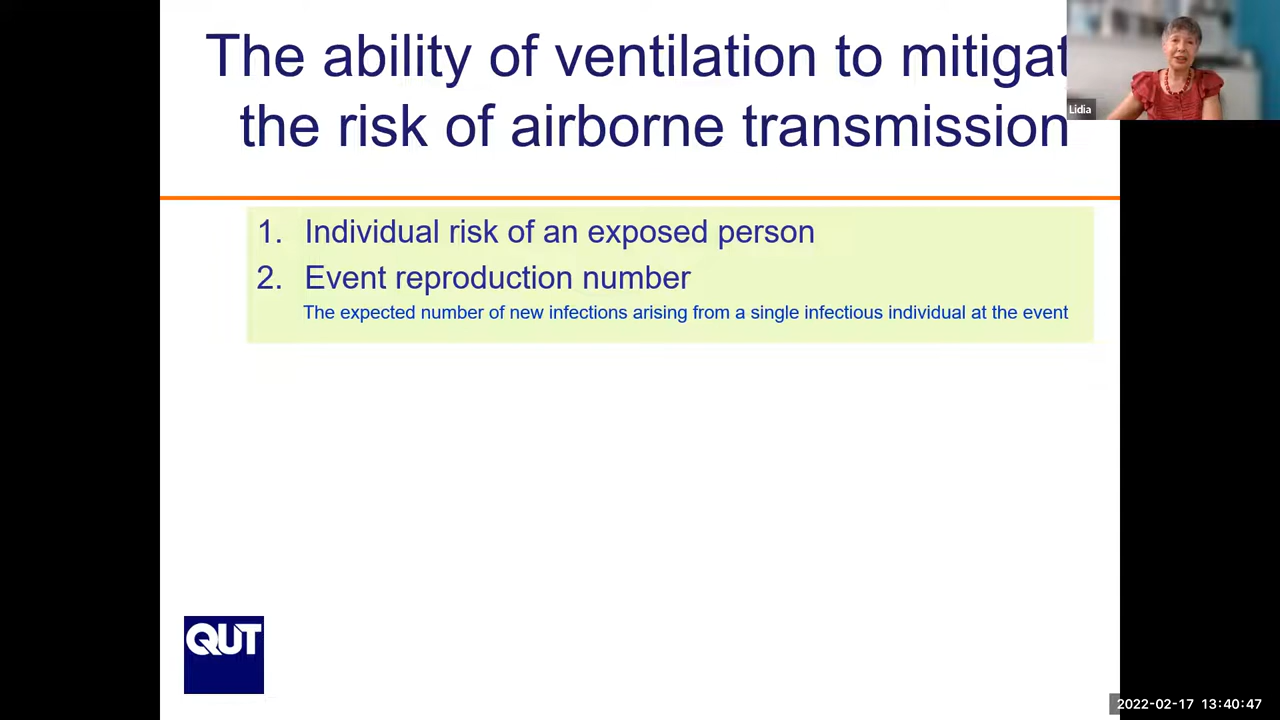 The ability of ventilation to mitigat
the risk of airborne transmission
Lidia
1. Individual risk of an exposed person
2. Event reproduction number
The expected number of new infections arising from a single infectious individual at the event
QUT
2022-02-17 13:40:47